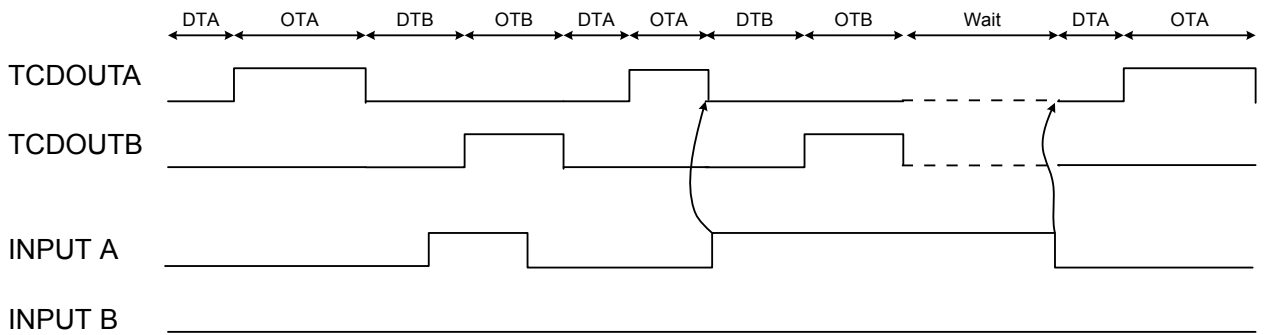 DTA OTA DTB OTB DTA OTA DTB OTB Wait DTA OTA
TCDOUTA
TCDOUTB
INPUT A
INPUT B